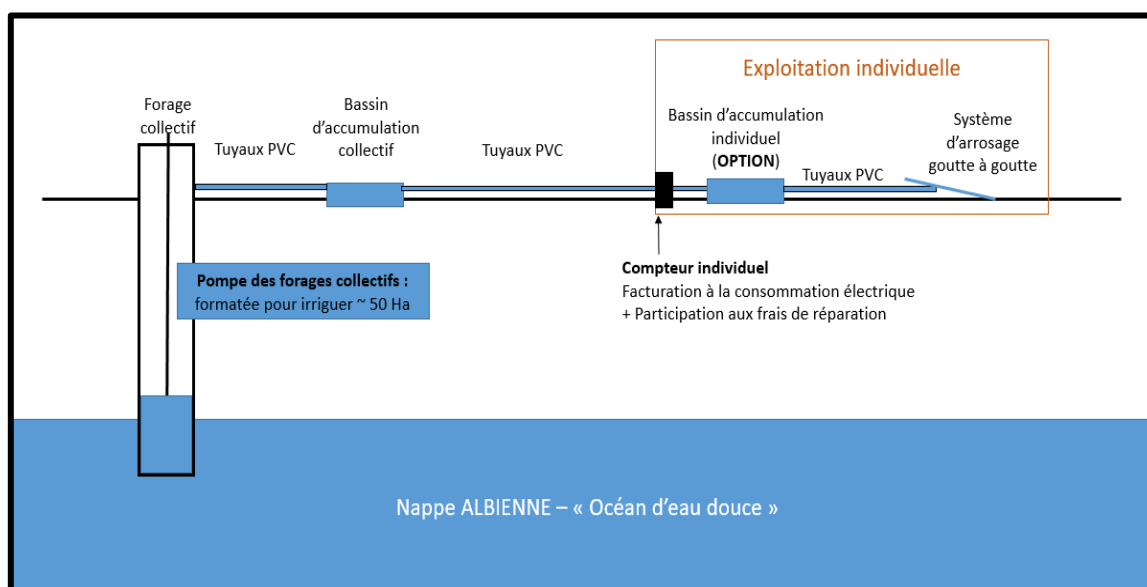 Exploitation individuelle
Forage
collectif
Tuyaux PVC
Bassin
d’accumulation
collectif
Tuyaux PVC
Bassin d’accumulation
individuel
(OPTION)
Tuyaux PVC
Système
d’arrosage
goutte à goutte
Pompe des forages collectifs :
formatée pour irriguer ~ 50 Ha
Compteur individuel
Facturation à la consommation électrique
+ Participation aux frais de réparation
Nappe ALBIENNE – « Océan d’eau douce »